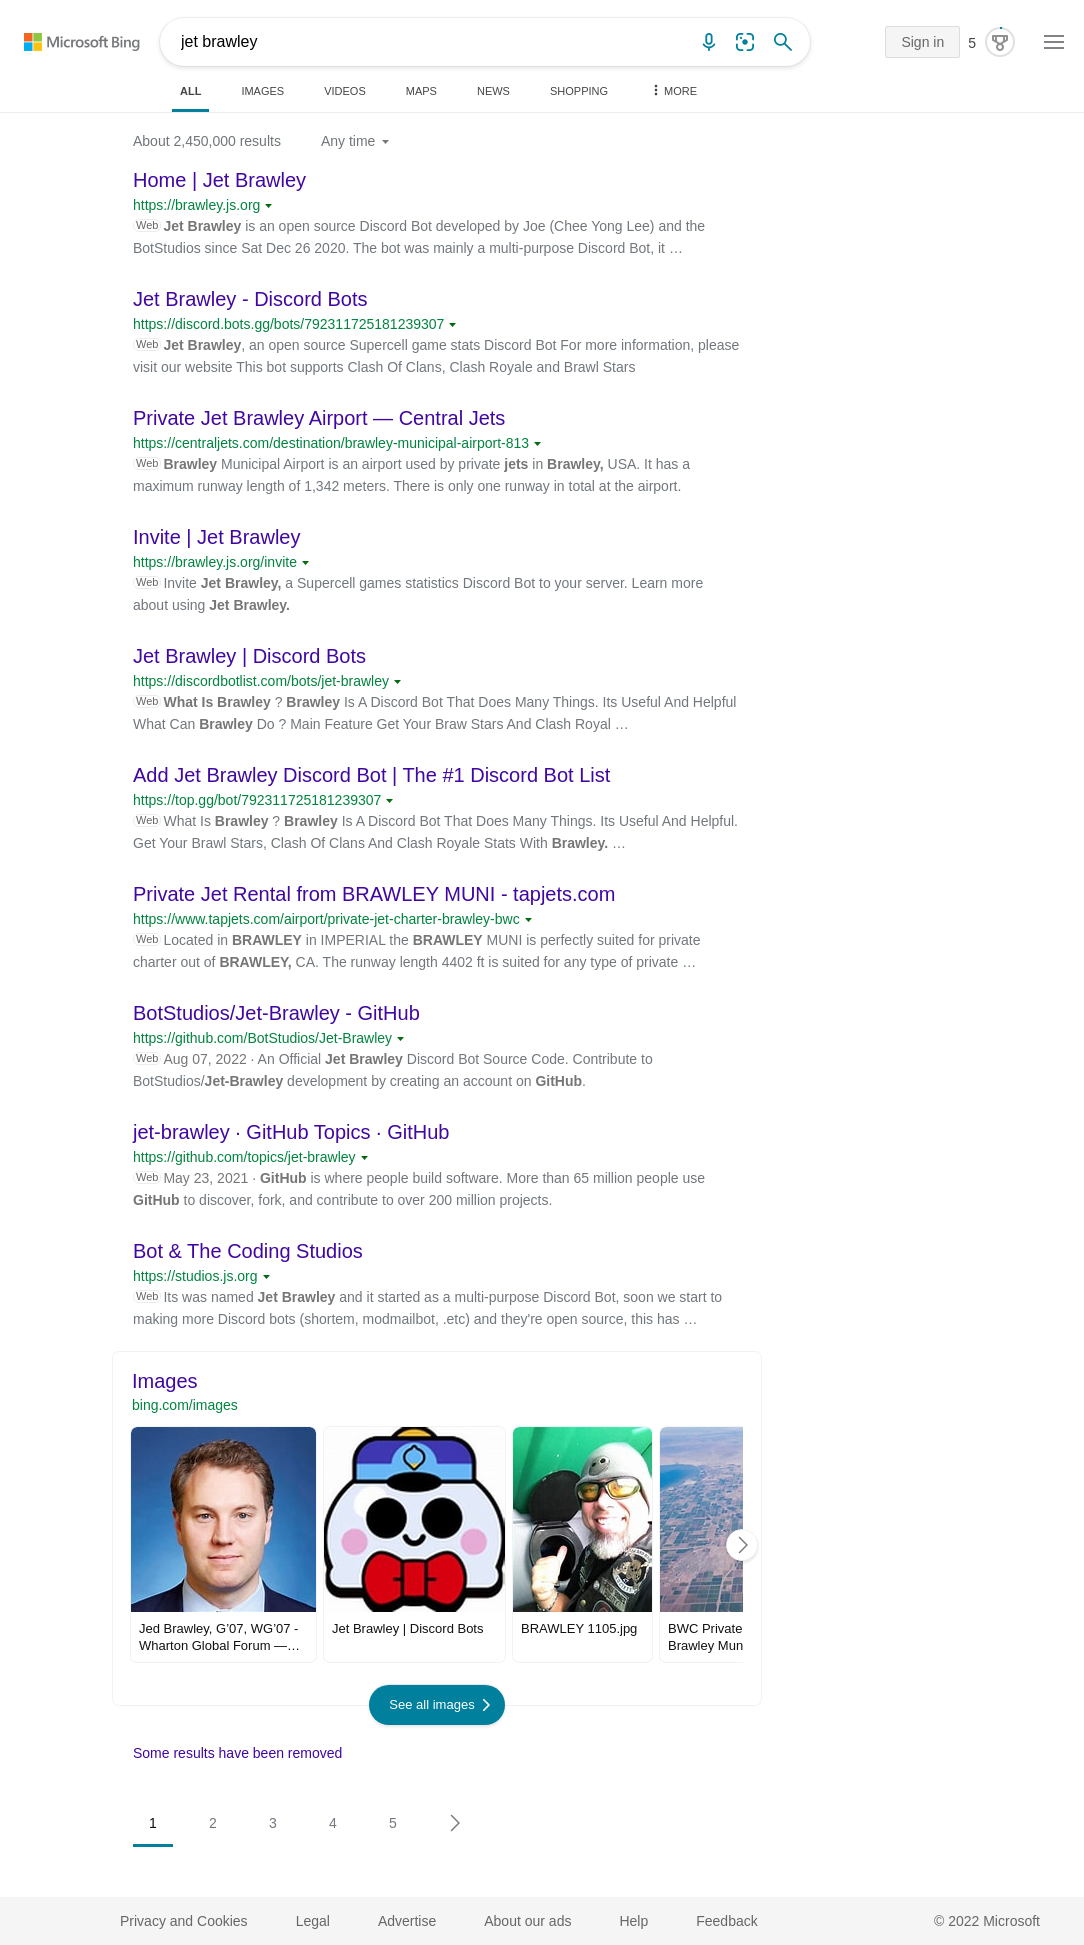 Microsoft Bing
jet brawley
Sign in
5
ALL
IMAGES
VIDEOS
MAPS
NEWS
SHOPPING
MORE
About 2,450,000 results
Any time
Home | Jet Brawley
https://brawley.js.org
Web Jet Brawley is an open source Discord Bot developed by Joe (Chee Yong Lee) and the
BotStudios since Sat Dec 26 2020. The bot was mainly a multi-purpose Discord Bot, it …
Jet Brawley - Discord Bots
https://discord.bots.gg/bots/792311725181239307
Web Jet Brawley, an open source Supercell game stats Discord Bot For more information, please
visit our website This bot supports Clash Of Clans, Clash Royale and Brawl Stars
Private Jet Brawley Airport — Central Jets
https://centraljets.com/destination/brawley-municipal-airport-813
Web Brawley Municipal Airport is an airport used by private jets in Brawley, USA. It has a
maximum runway length of 1,342 meters. There is only one runway in total at the airport.
Invite | Jet Brawley
https://brawley.js.org/invite
Web Invite Jet Brawley, a Supercell games statistics Discord Bot to your server. Learn more
about using Jet Brawley.
Jet Brawley | Discord Bots
https://discordbotlist.com/bots/jet-brawley
Web What Is Brawley ? Brawley Is A Discord Bot That Does Many Things. Its Useful And Helpful
What Can Brawley Do ? Main Feature Get Your Braw Stars And Clash Royal …
Add Jet Brawley Discord Bot | The #1 Discord Bot List
https://top.gg/bot/792311725181239307
Web What Is Brawley ? Brawley Is A Discord Bot That Does Many Things. Its Useful And Helpful.
Get Your Brawl Stars, Clash Of Clans And Clash Royale Stats With Brawley. …
Private Jet Rental from BRAWLEY MUNI - tapjets.com
https://www.tapjets.com/airport/private-jet-charter-brawley-bwc
Web Located in BRAWLEY in IMPERIAL the BRAWLEY MUNI is perfectly suited for private
charter out of BRAWLEY, CA. The runway length 4402 ft is suited for any type of private …
BotStudios/Jet-Brawley - GitHub
https://github.com/BotStudios/Jet-Brawley
Web Aug 07, 2022 · An Official Jet Brawley Discord Bot Source Code. Contribute to
BotStudios/Jet-Brawley development by creating an account on GitHub.
jet-brawley · GitHub Topics · GitHub
https://github.com/topics/jet-brawley
Web May 23, 2021 · GitHub is where people build software. More than 65 million people use
GitHub to discover, fork, and contribute to over 200 million projects.
Bot & The Coding Studios
https://studios.js.org
Web Its was named Jet Brawley and it started as a multi-purpose Discord Bot, soon we start to
making more Discord bots (shortem, modmailbot, .etc) and they're open source, this has …
Images
bing.com/images
Jed Brawley, G'07, WG'07 -
Wharton Global Forum —…
Jet Brawley | Discord Bots
BRAWLEY 1105.jpg
BWC Private
Brawley Mun
See all images
Some results have been removed
1
2
3
4
5
Privacy and Cookies
Legal
Advertise
About our ads
Help
Feedback
© 2022 Microsoft